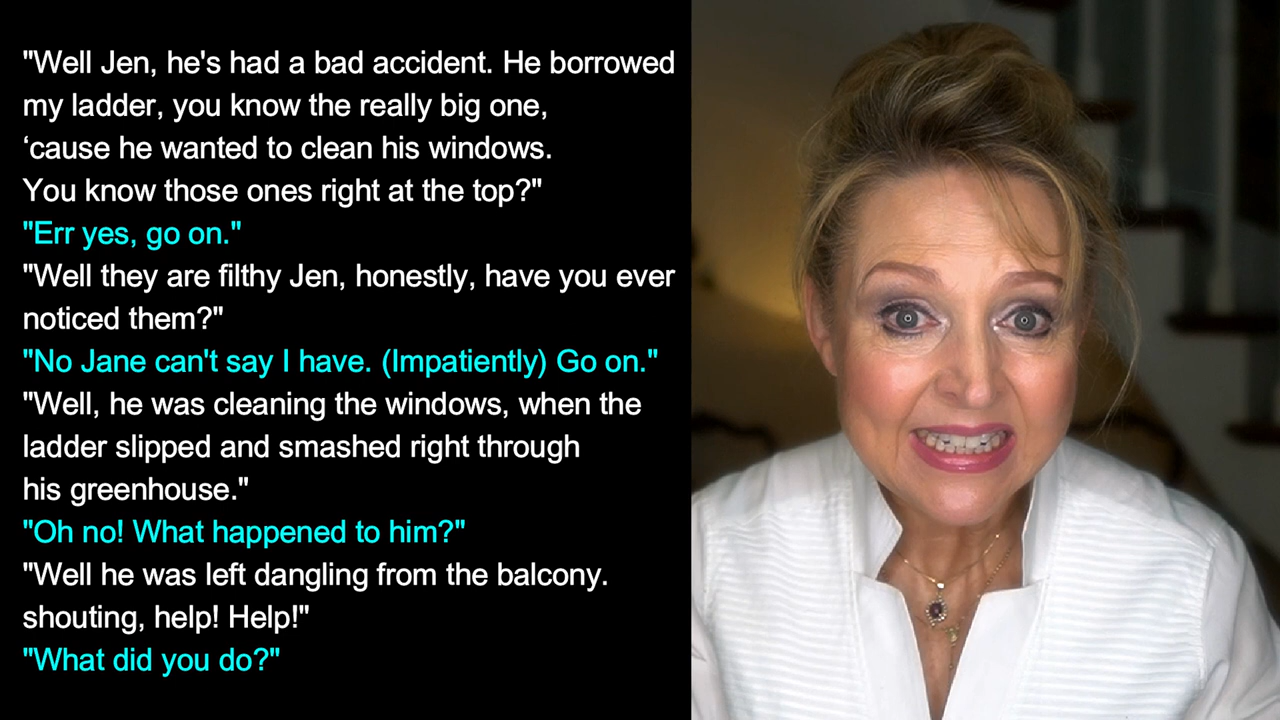 "Well Jen, he's had a bad accident. He borrowed
my ladder, you know the really big one,
‘cause he wanted to clean his windows.
You know those ones right at the top?"
"Err yes, go on."
"Well they are filthy Jen, honestly, have you ever
noticed them?"
"No Jane can't say I have. (Impatiently) Go on."
"Well, he was cleaning the windows, when the
ladder slipped and smashed right through
his greenhouse."
"Oh no! What happened to him?"
"Well he was left dangling from the balcony.
shouting, help! Help!"
"What did you do?"